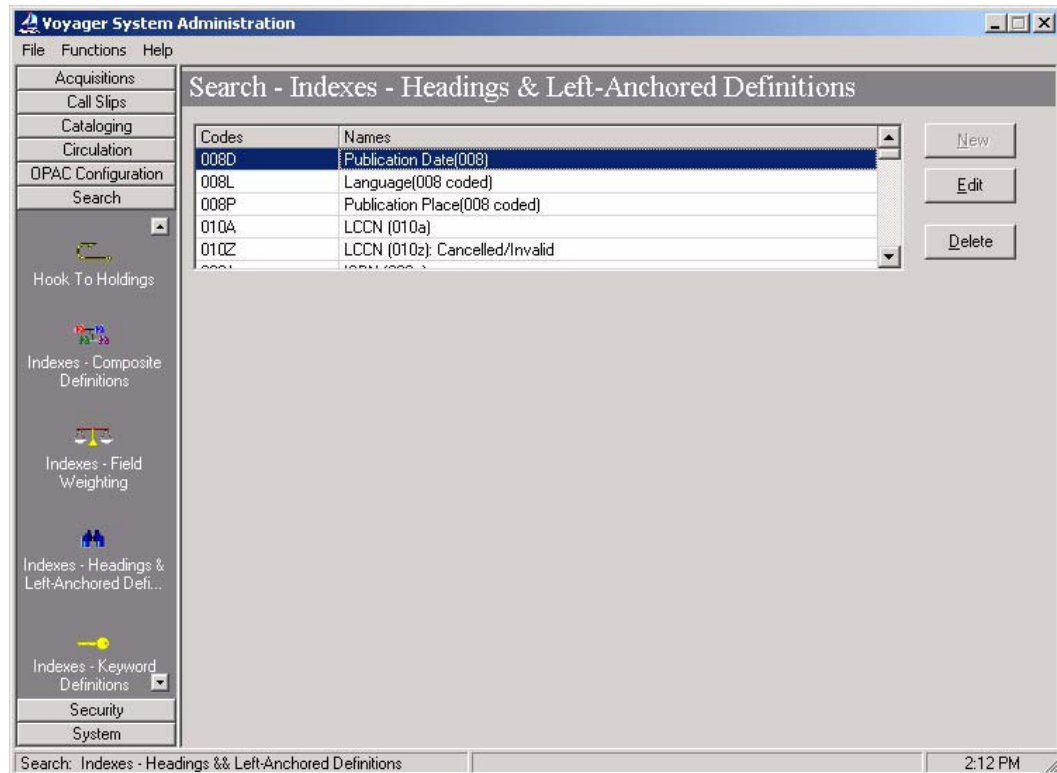 Voyager System Administration
File Functions Help
Acquisitions
Call Slips
Cataloging
Circulation
OPAC Configuration
Search
Hook To Holdings
Indexes - Composite
Definitions
Indexes - Field
Weighting
Indexes - Headings &
Left-Anchored Defi...
Indexes - Keyword
Definitions
Security
System
Search - Indexes - Headings & Left-Anchored Definitions
Codes Names
008D Publication Date(008)
008L Language(008 coded)
008P Publication Place(008 coded)
010A LCCN (010a)
010Z LCCN (010z): Cancelled/Invalid
New
Edit
Delete
Search: Indexes - Headings && Left-Anchored Definitions
2:12 PM